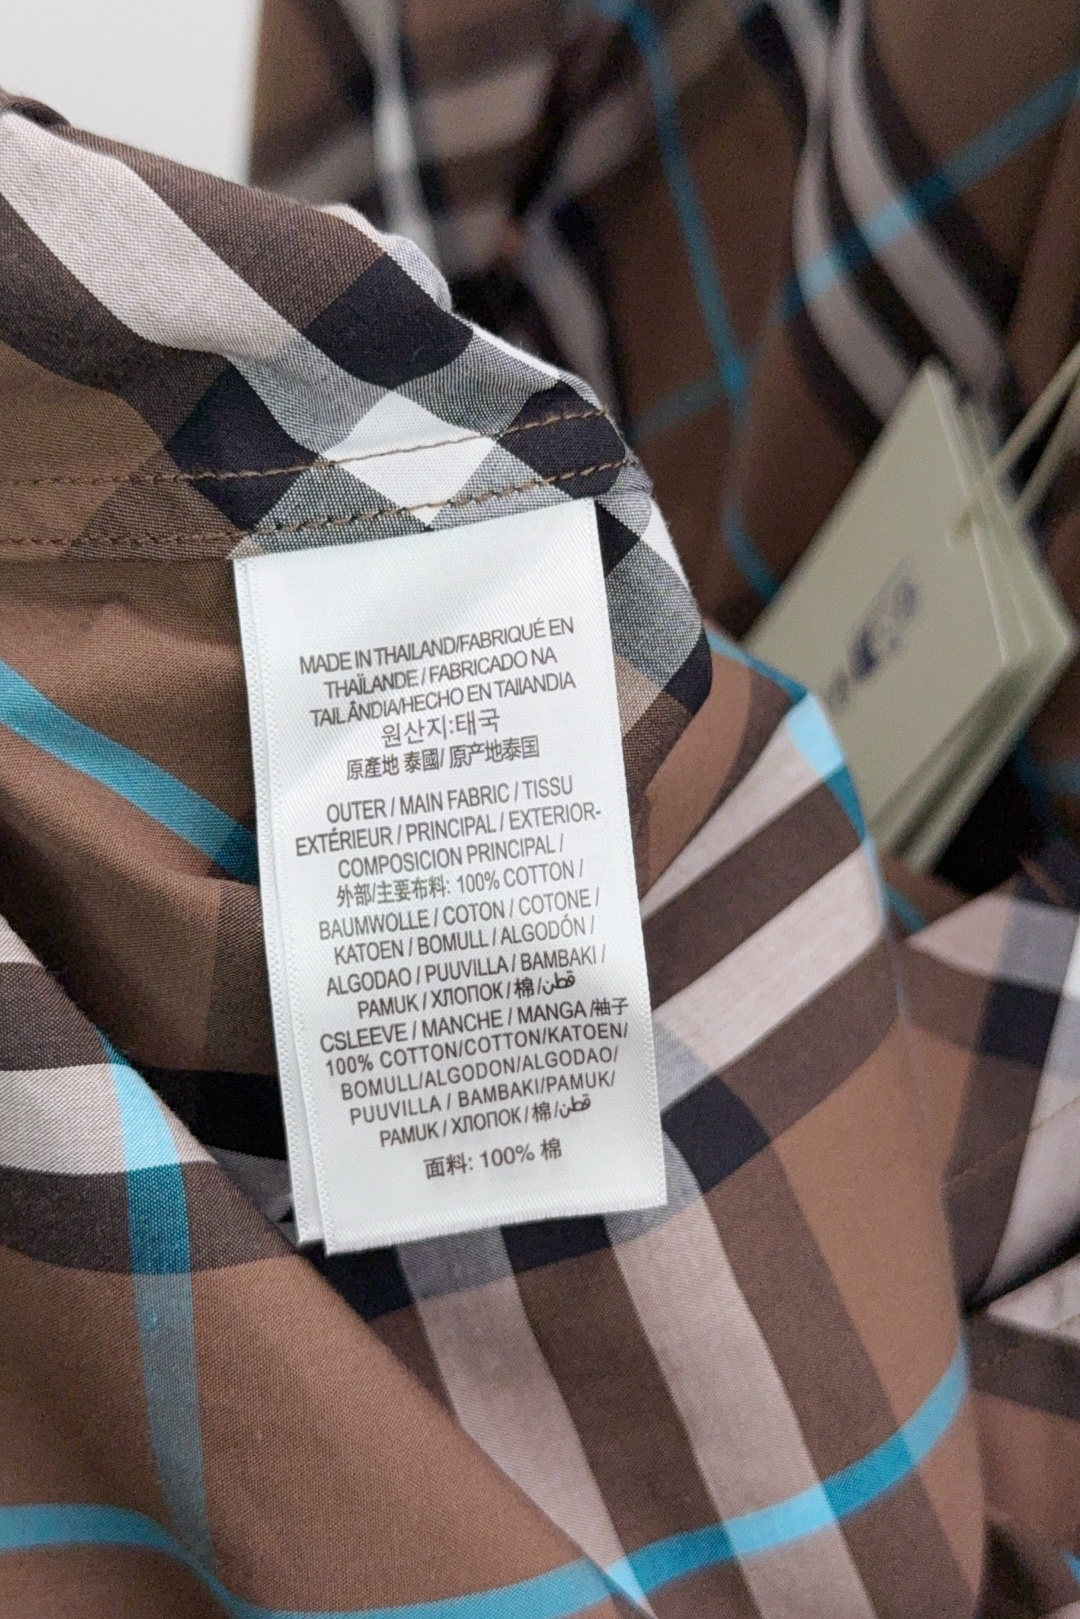 MADE IN THAILAND/FABRIQUÉ EN
THAÏLANDE / FABRICADO NA
TAILÂNDIA/HECHO EN TAIIANDIA
원산지:태국
原產地 泰國/ 原产地泰国
OUTER / MAIN FABRIC / TISSU
EXTÉRIEUR / PRINCIPAL / EXTERIOR-
COMPOSICION PRINCIPAL /
外部/主要布料: 100% COTTON /
BAUMWOLLE / COTON / COTONE /
KATOEN / BOMULL / ALGODÓN /
ALGODAO / PUUVILLA / BAMBAKI /
PAMUK / ХЛОПОК / 棉 /قطن
CSLEEVE / MANCHE / MANGA /袖子
100% COTTON/COTTON/KATOEN/
BOMULL/ALGODON/ALGODAO/
PUUVILLA / BAMBAKI/PAMUK/
PAMUK / ХЛОПОК / 棉 /قطن
面料: 100% 棉